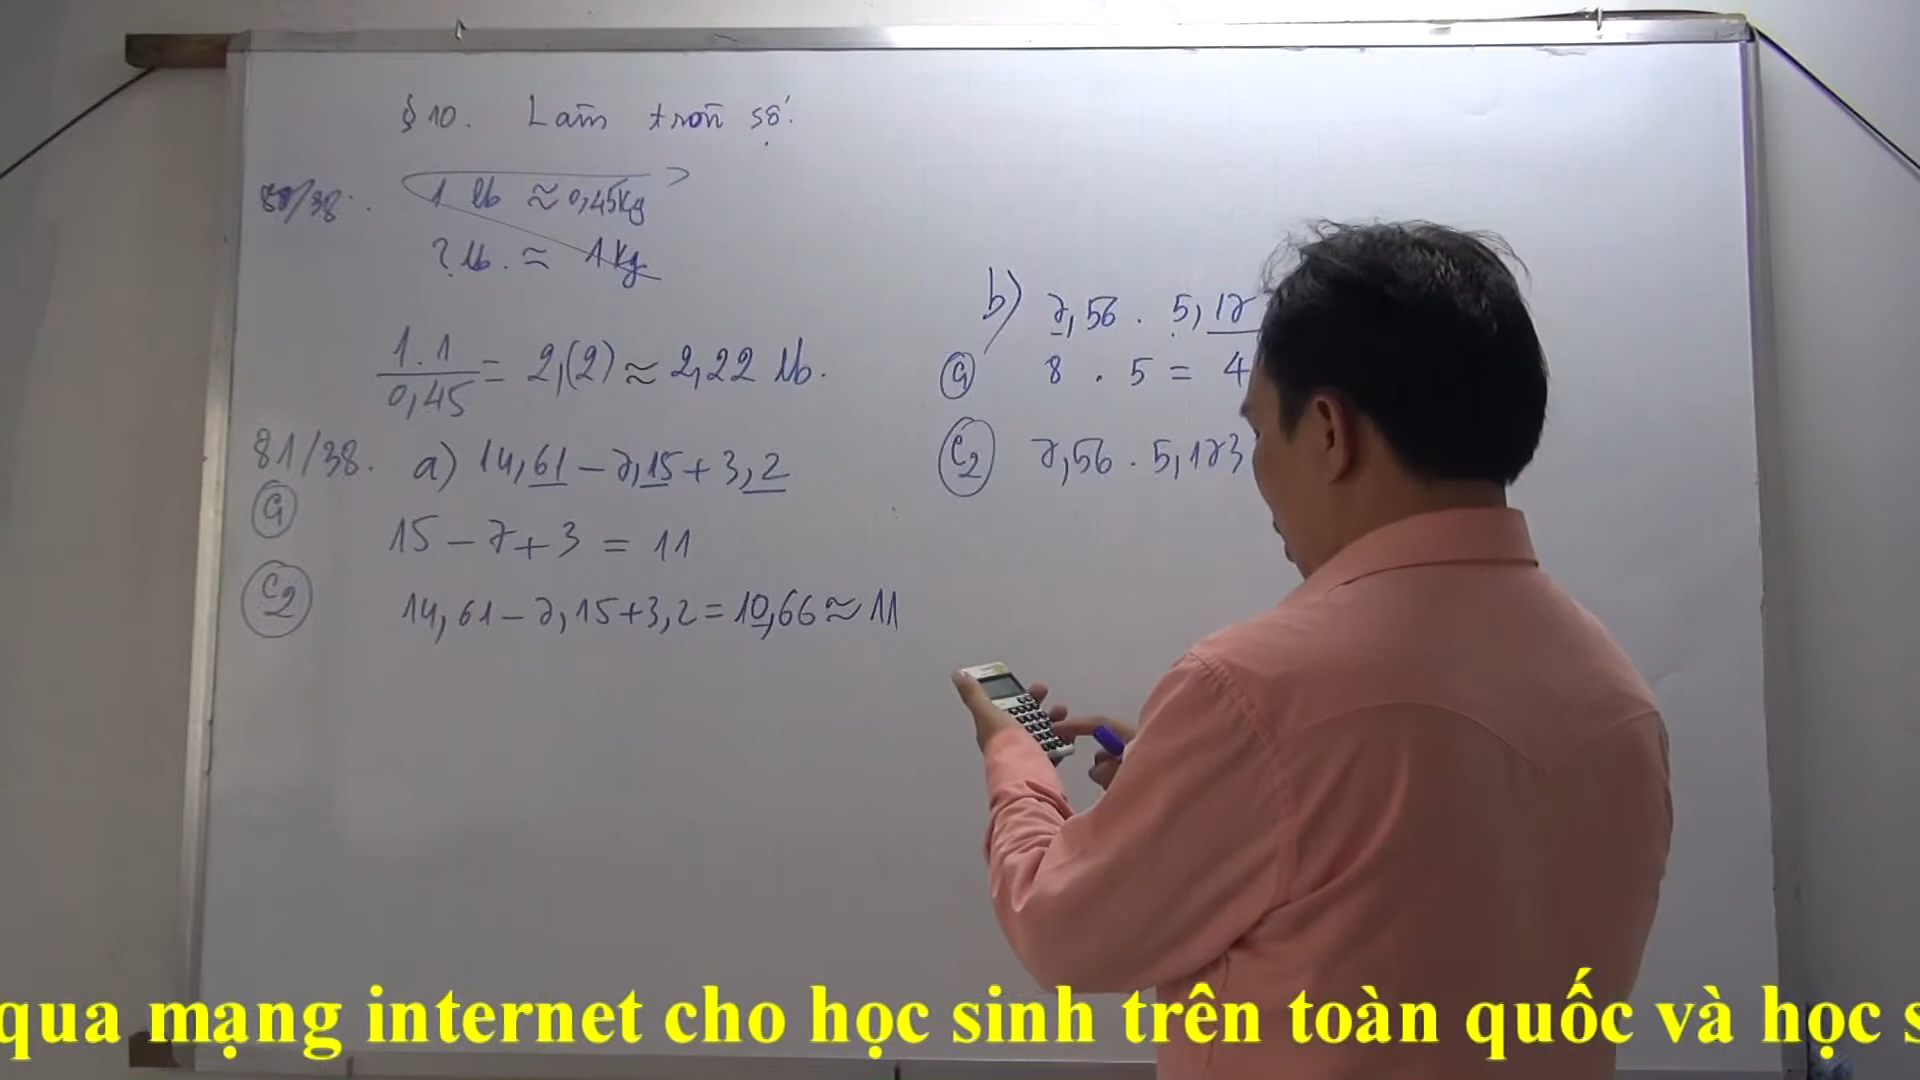 § 10. Làm tròn số.
/38.
1 lb ≈ 0,45kg
? lb. ≈ 1kg
1 . 1 / 0,45 = 2,(2) ≈ 2,22 lb.
81/38. a) 14,61 - 7,15 + 3,2
C1
15 - 7 + 3 = 11
C2
14,61 - 7,15 + 3,2 = 10,66 ≈ 11
b) 7,56 . 5,17
C1 8 . 5 = 4
C2 7,56 . 5,173
qua mạng internet cho học sinh trên toàn quốc và học s